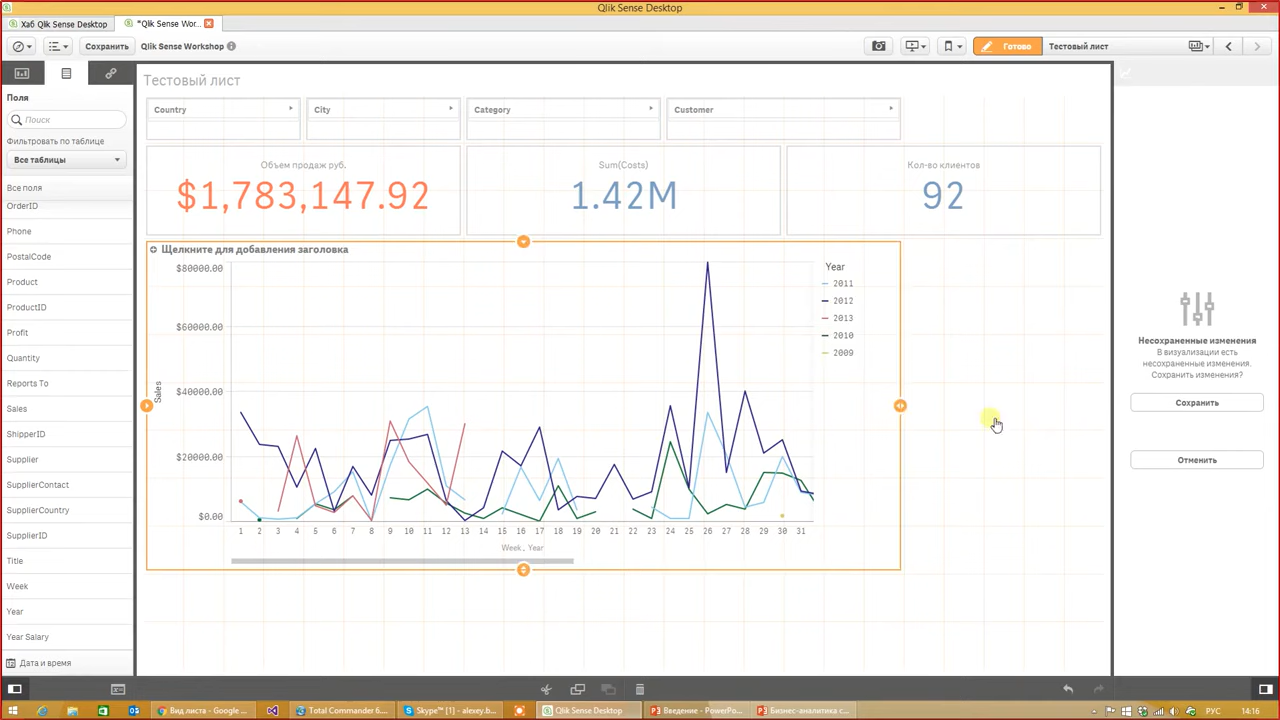 Qlik Sense Desktop
Хаб Qlik Sense Desktop
*Qlik Sense Wor...
Сохранить
Qlik Sense Workshop
Готово
Тестовый лист
Поля
Поиск
Фильтровать по таблице
Все таблицы
Все поля
OrderID
Phone
PostalCode
Product
ProductID
Profit
Quantity
Reports To
Sales
ShipperID
Supplier
SupplierContact
SupplierCountry
SupplierID
Title
Week
Year
Year Salary
Дата и время
Тестовый лист
Country
City
Category
Customer
Объем продаж руб.
$1,783,147.92
Sum(Costs)
1.42M
Кол-во клиентов
92
Щелкните для добавления заголовка
$80000.00
$60000.00
$40000.00
$20000.00
$0.00
Sales
1 2 3 4 5 6 7 8 9 10 11 12 13 14 15 16 17 18 19 20 21 22 23 24 25 26 27 28 29 30 31
Week, Year
Year
2011
2012
2013
2010
2009
Несохраненные изменения
В визуализации есть
несохраненные изменения.
Сохранить изменения?
Сохранить
Отменить
Вид листа - Google ...
Total Commander 6....
Skype™ [1] - alexey.b...
Qlik Sense Desktop
Введение - PowerPo...
Бизнес-аналитика с...
РУС
14:16